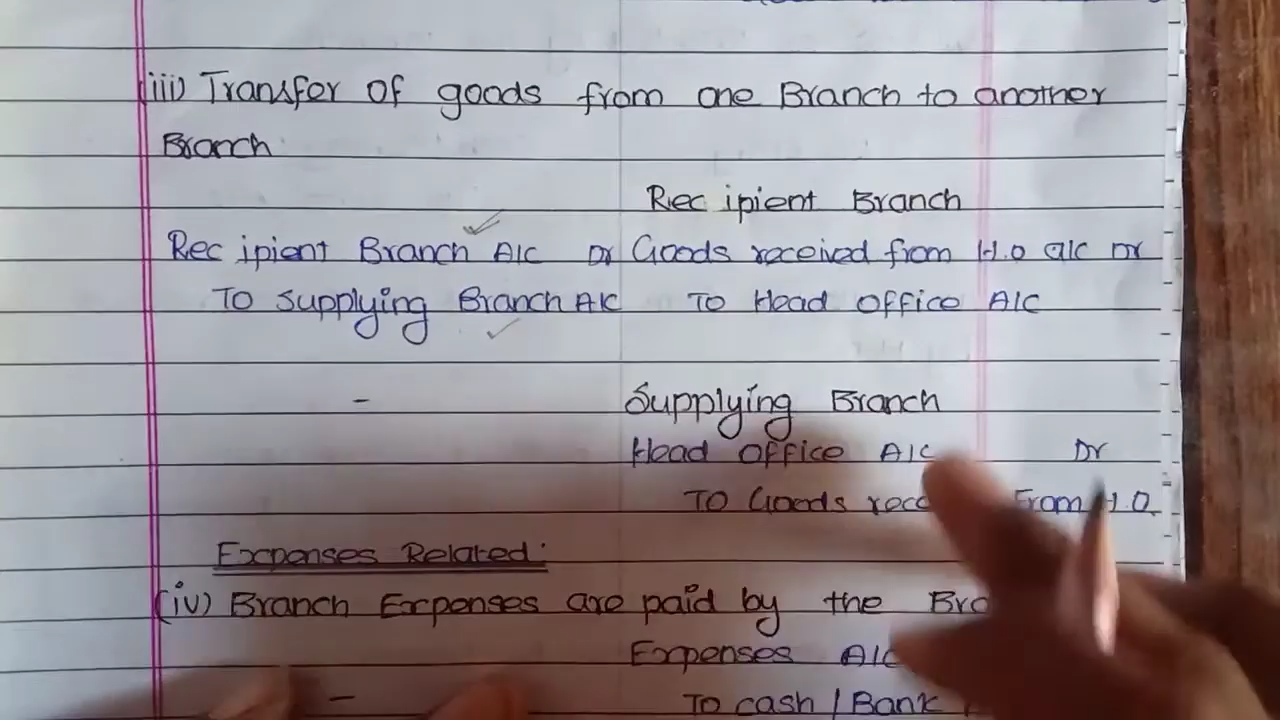 (iii) Transfer of goods from one Branch to another
Branch
Recipient Branch
Recipient Branch A/C Dr Goods received from H.O a/c Dr
To Supplying Branch A/C To Head Office A/C
- Supplying Branch
Head Office A/C Dr
To Goods From H.O.
Expenses Related:
(iv) Branch Expenses are paid by the
Expenses A/C
- To cash / Bank